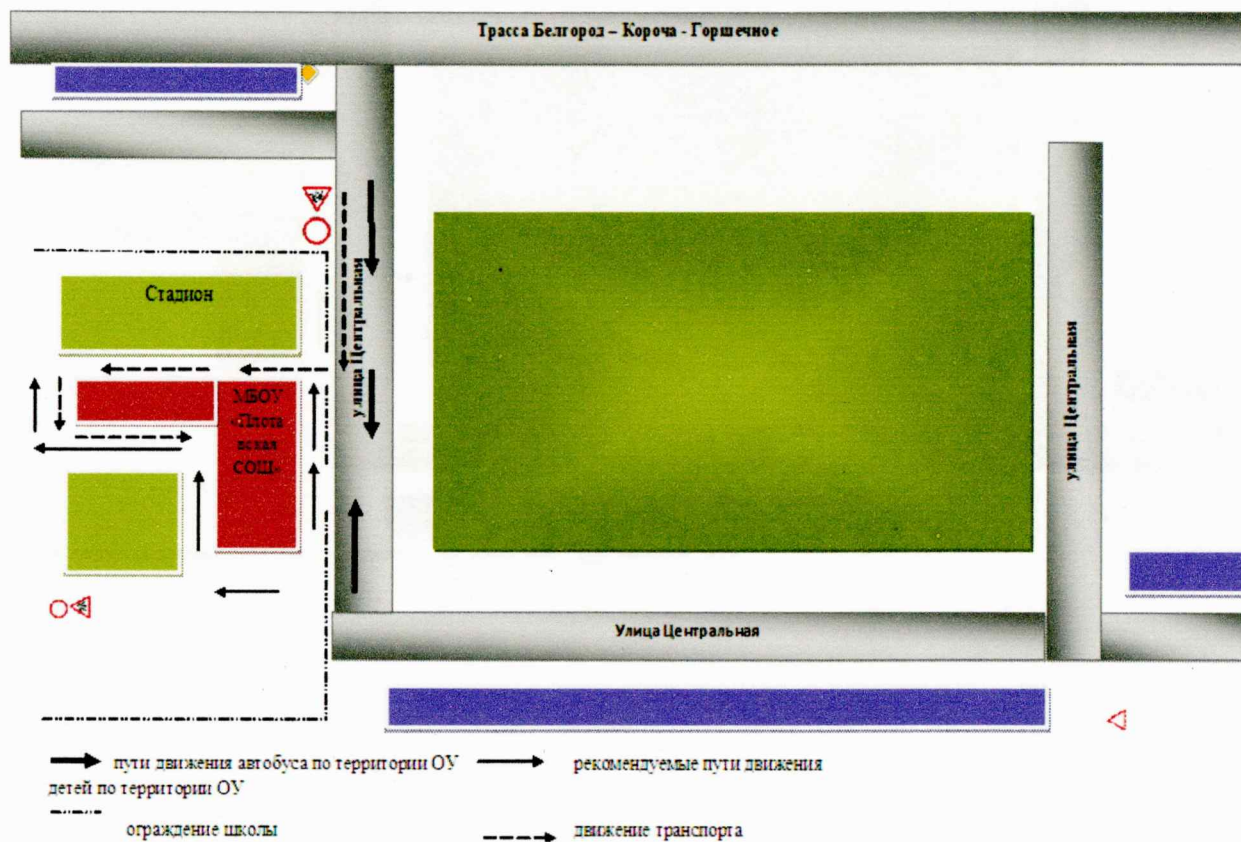 Трасса Белгород – Короча - Горшечное
Стадион
улица Центральная
МБОУ
«Плота
вская
СОШ»
улица Центральная
Улица Центральная
пути движения автобуса по территории ОУ
рекомендуемые пути движения
детей по территории ОУ
ограждение школы
движение транспорта